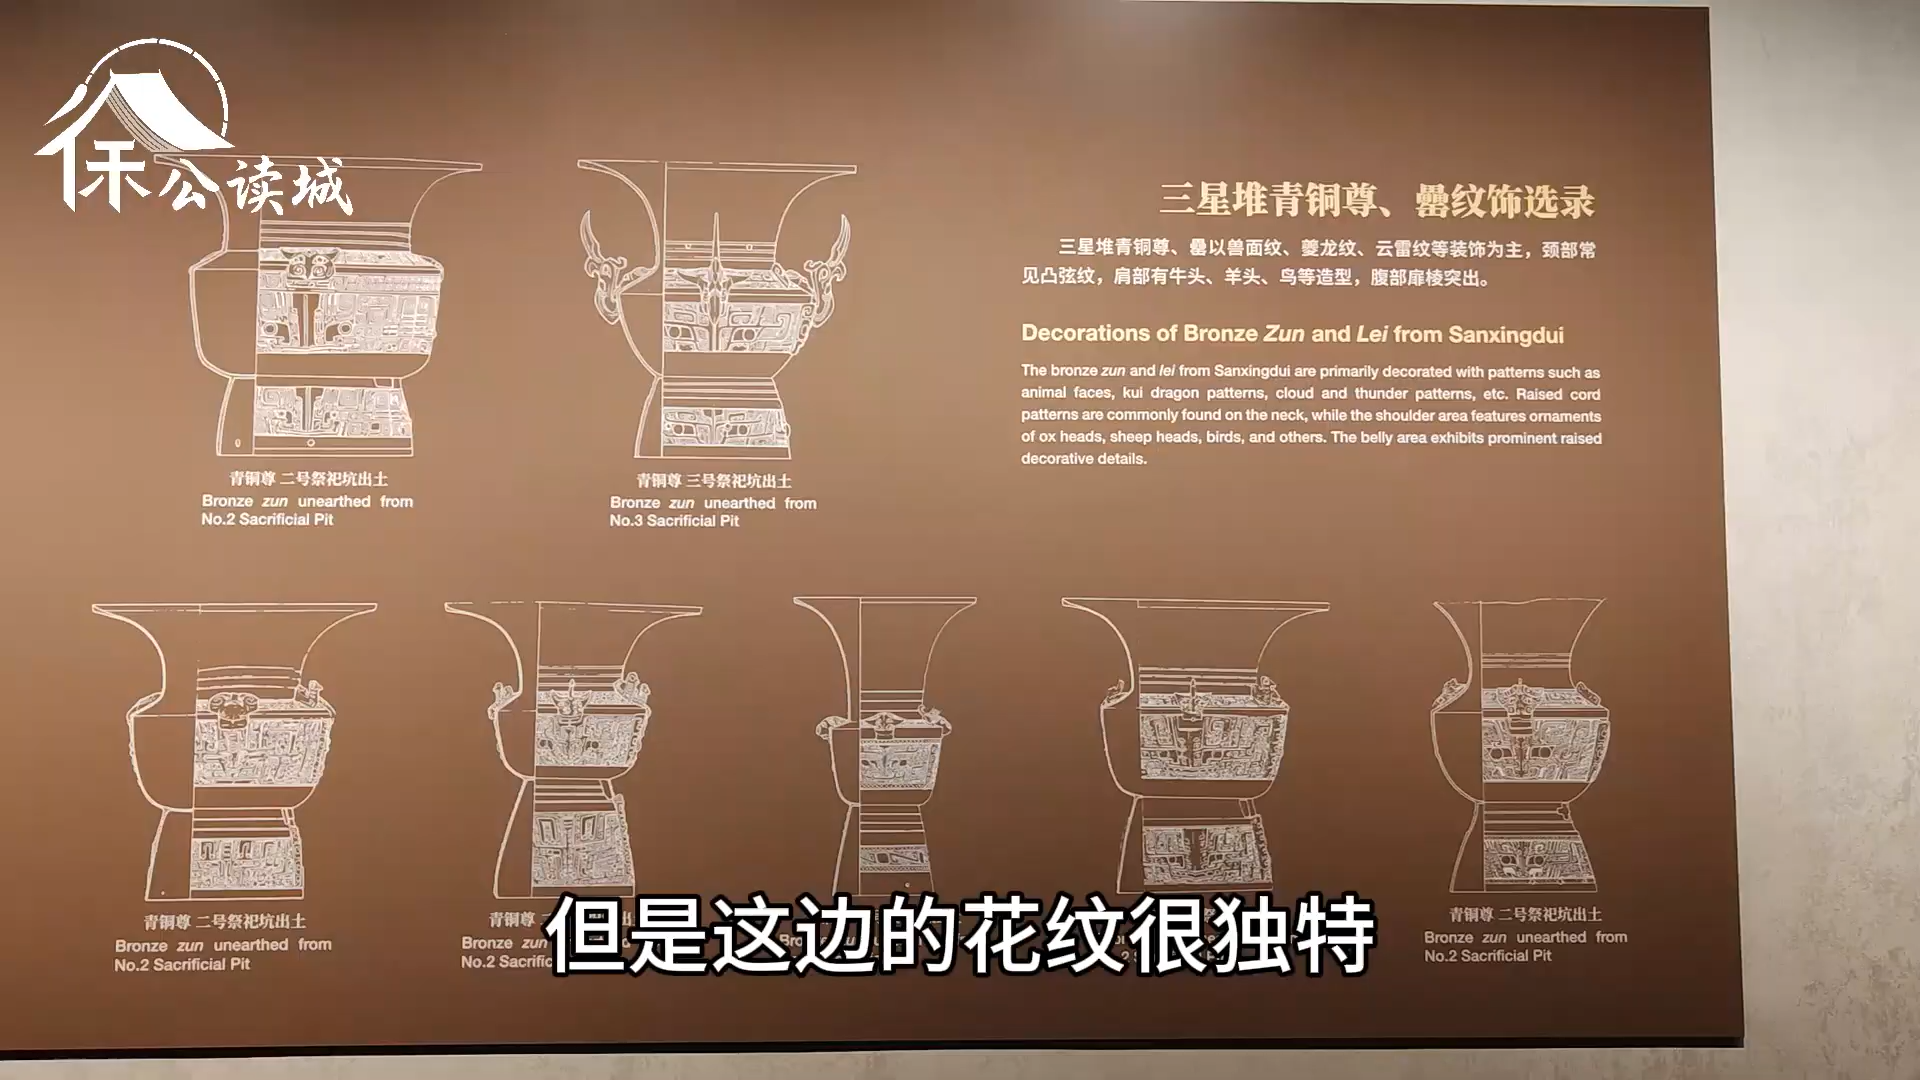 保公读城
三星堆青铜尊、罍纹饰选录
三星堆青铜尊、罍以兽面纹、夔龙纹、云雷纹等装饰为主，颈部常
见凸弦纹，肩部有牛头、羊头、鸟等造型，腹部扉棱突出。
Decorations of Bronze Zun and Lei from Sanxingdui
The bronze zun and lei from Sanxingdui are primarily decorated with patterns such as
animal faces, kui dragon patterns, cloud and thunder patterns, etc. Raised cord
patterns are commonly found on the neck, while the shoulder area features ornaments
of ox heads, sheep heads, birds, and others. The belly area exhibits prominent raised
decorative details.
青铜尊 二号祭祀坑出土
Bronze zun unearthed from
No.2 Sacrificial Pit
青铜尊 三号祭祀坑出土
Bronze zun unearthed from
No.3 Sacrificial Pit
青铜尊 二号祭祀坑出土
Bronze zun unearthed from
No.2 Sacrificial Pit
青铜尊
Bronze zun
No.2
青铜尊 二号祭祀坑出土
Bronze zun unearthed from
No.2 Sacrificial Pit
但是这边的花纹很独特